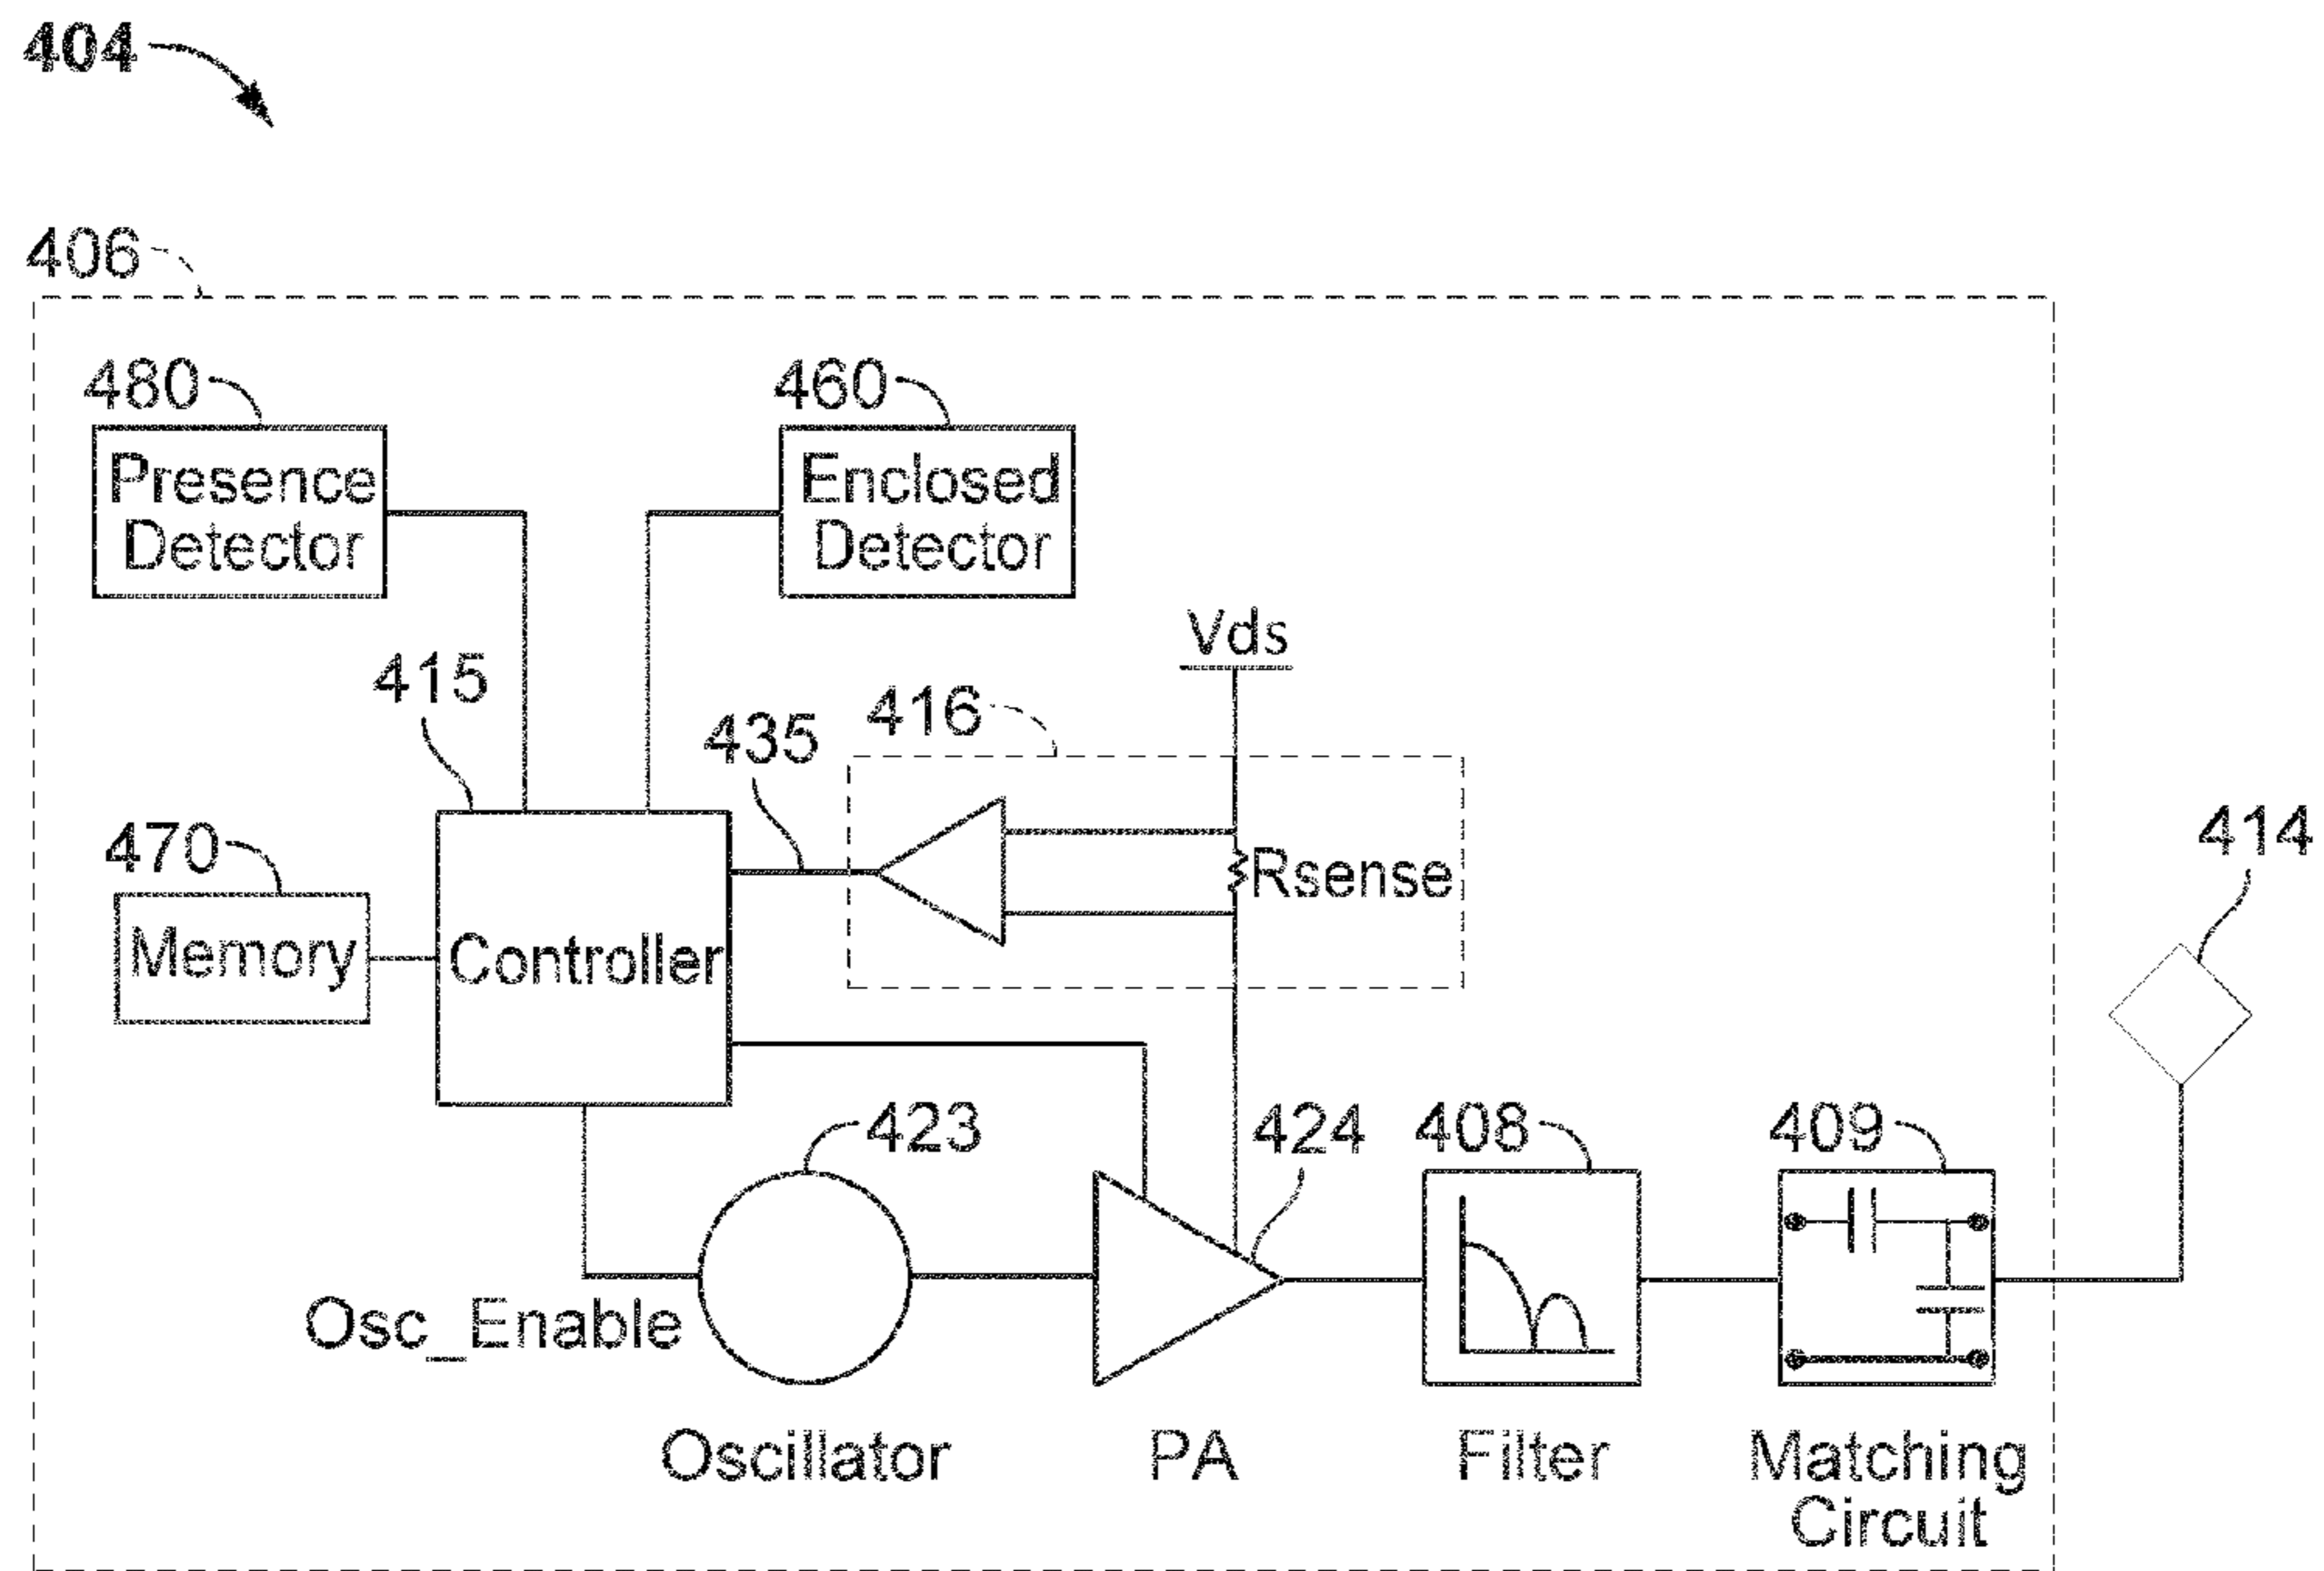 404
406
480
460
Presence
Detector
Enclosed
Detector
Vds
415
416
435
470
414
Rsense
Memory
Controller
423
424
408
409
Osc_Enable
Oscillator
PA
Filter
Matching
Circuit